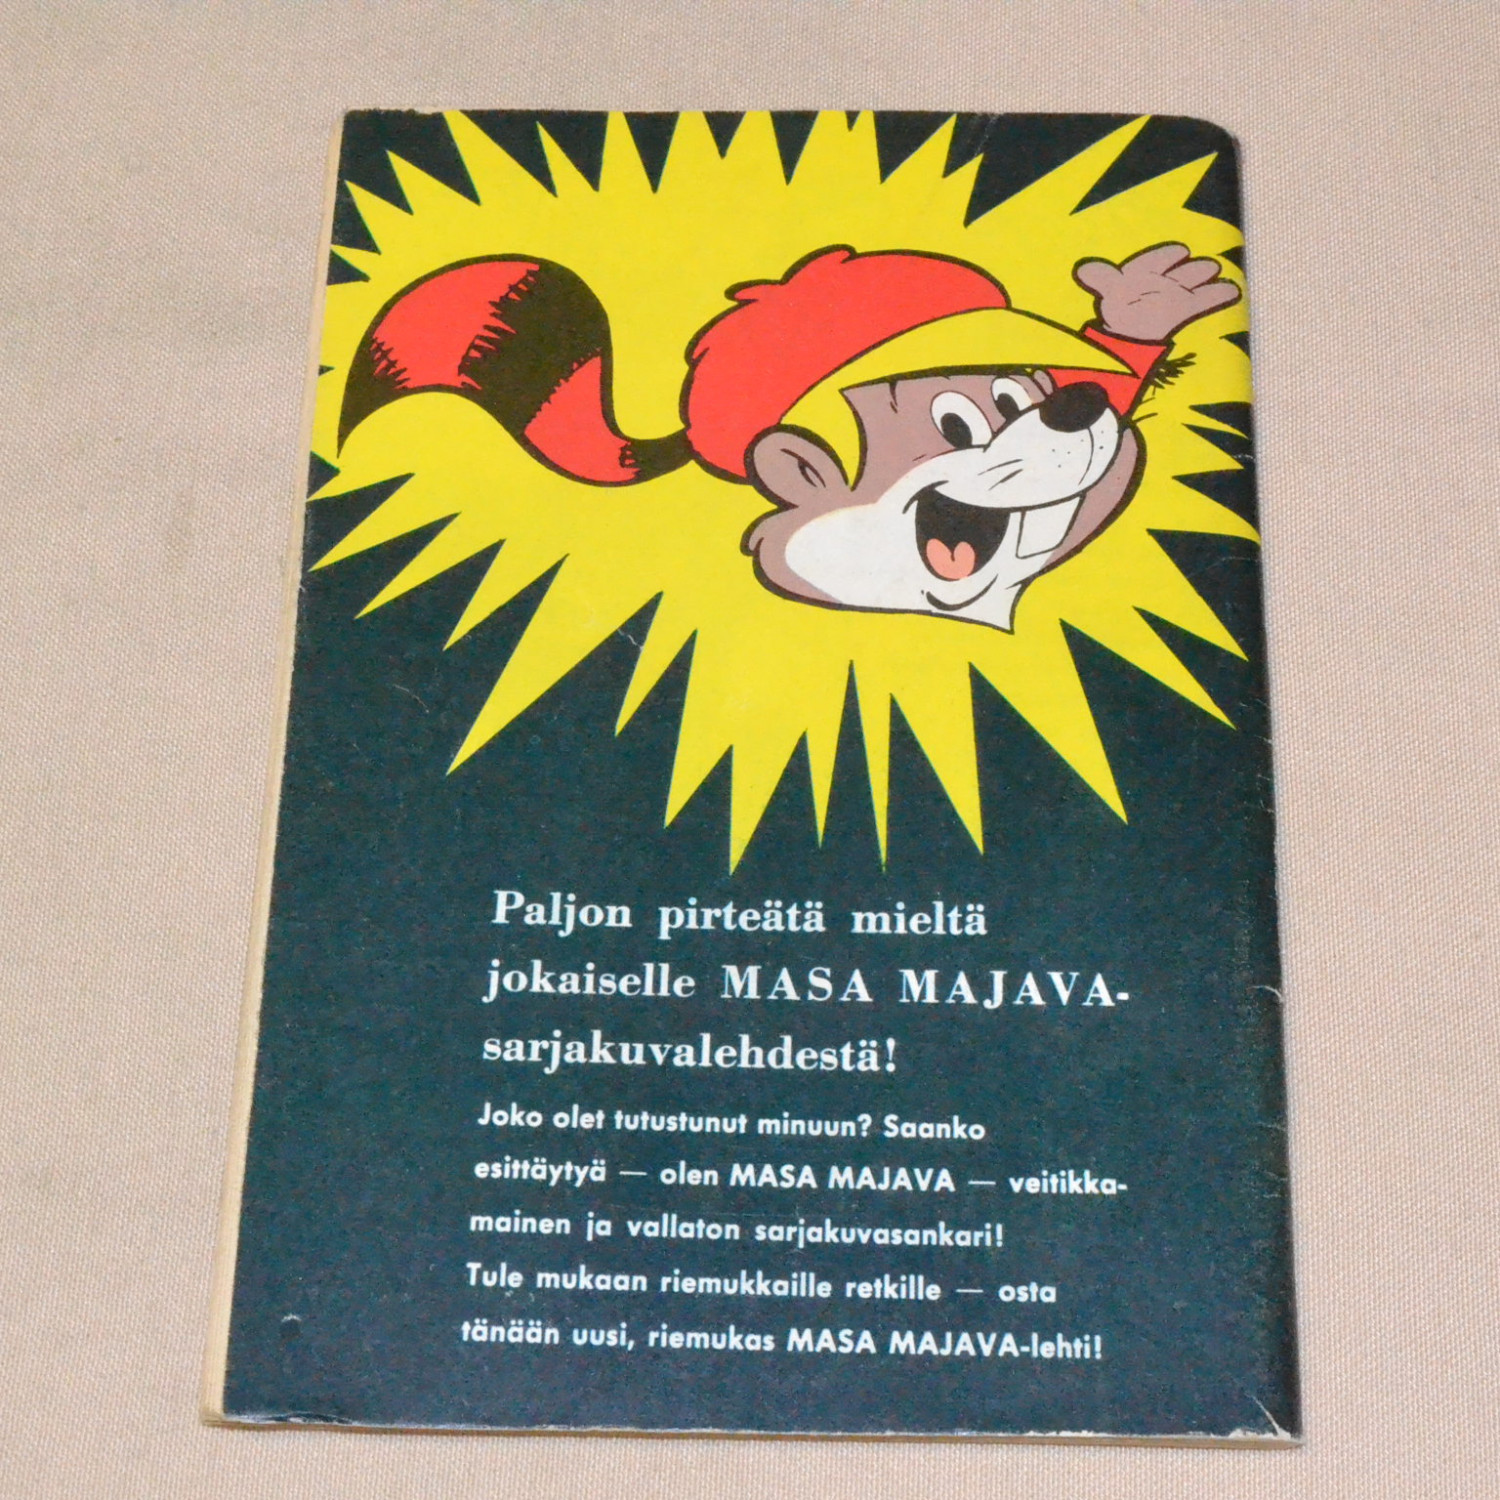 Paljon pirteätä mieltä
jokaiselle MASA MAJAVA-
sarjakuvalehdestä!
Joko olet tutustunut minuun? Saanko
esittäytyä — olen MASA MAJAVA — veitikka-
mainen ja vallaton sarjakuvasankari!
Tule mukaan riemukkaille retkille — osta
tänään uusi, riemukas MASA MAJAVA-lehti!